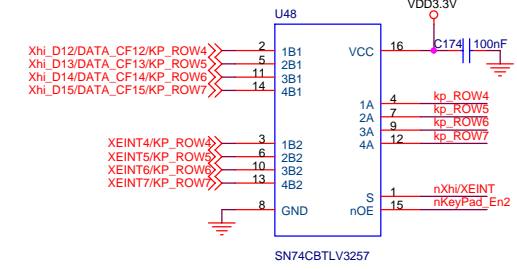 VDD3.3V
U48
Xhi_D12/DATA_CF12/KP_ROW4 2 1B1 VCC 16 C174 100nF
Xhi_D13/DATA_CF13/KP_ROW5 5 2B1
Xhi_D14/DATA_CF14/KP_ROW6 11 3B1
Xhi_D15/DATA_CF15/KP_ROW7 14 4B1
1A 4 kp_ROW4
2A 7 kp_ROW5
3A 9 kp_ROW6
4A 12 kp_ROW7
XEINT4/KP_ROW4 3 1B2
XEINT5/KP_ROW5 6 2B2
XEINT6/KP_ROW6 10 3B2
XEINT7/KP_ROW7 13 4B2
S 1 nXhi/XEINT
8 GND nOE 15 nKeyPad_En2
SN74CBTLV3257